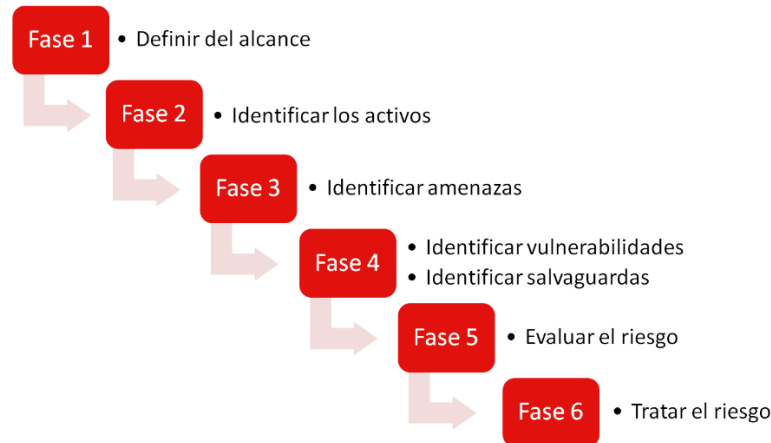 Fase 1
• Definir del alcance
Fase 2
• Identificar los activos
Fase 3
• Identificar amenazas
Fase 4
• Identificar vulnerabilidades
• Identificar salvaguardas
Fase 5
• Evaluar el riesgo
Fase 6
• Tratar el riesgo